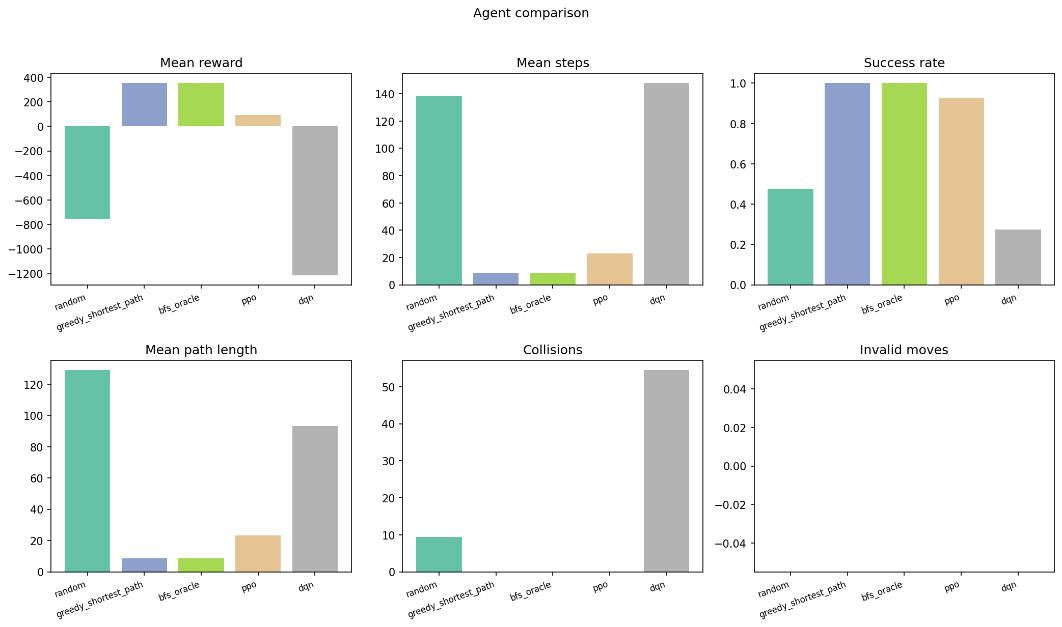 Agent comparison
Mean reward
400
200
0
−200
−400
−600
−800
−1000
−1200
random
greedy_shortest_path
bfs_oracle
ppo
dqn
Mean steps
140
120
100
80
60
40
20
0
random
greedy_shortest_path
bfs_oracle
ppo
dqn
Success rate
1.0
0.8
0.6
0.4
0.2
0.0
random
greedy_shortest_path
bfs_oracle
ppo
dqn
Mean path length
120
100
80
60
40
20
0
random
greedy_shortest_path
bfs_oracle
ppo
dqn
Collisions
50
40
30
20
10
0
random
greedy_shortest_path
bfs_oracle
ppo
dqn
Invalid moves
0.04
0.02
0.00
−0.02
−0.04
random
greedy_shortest_path
bfs_oracle
ppo
dqn